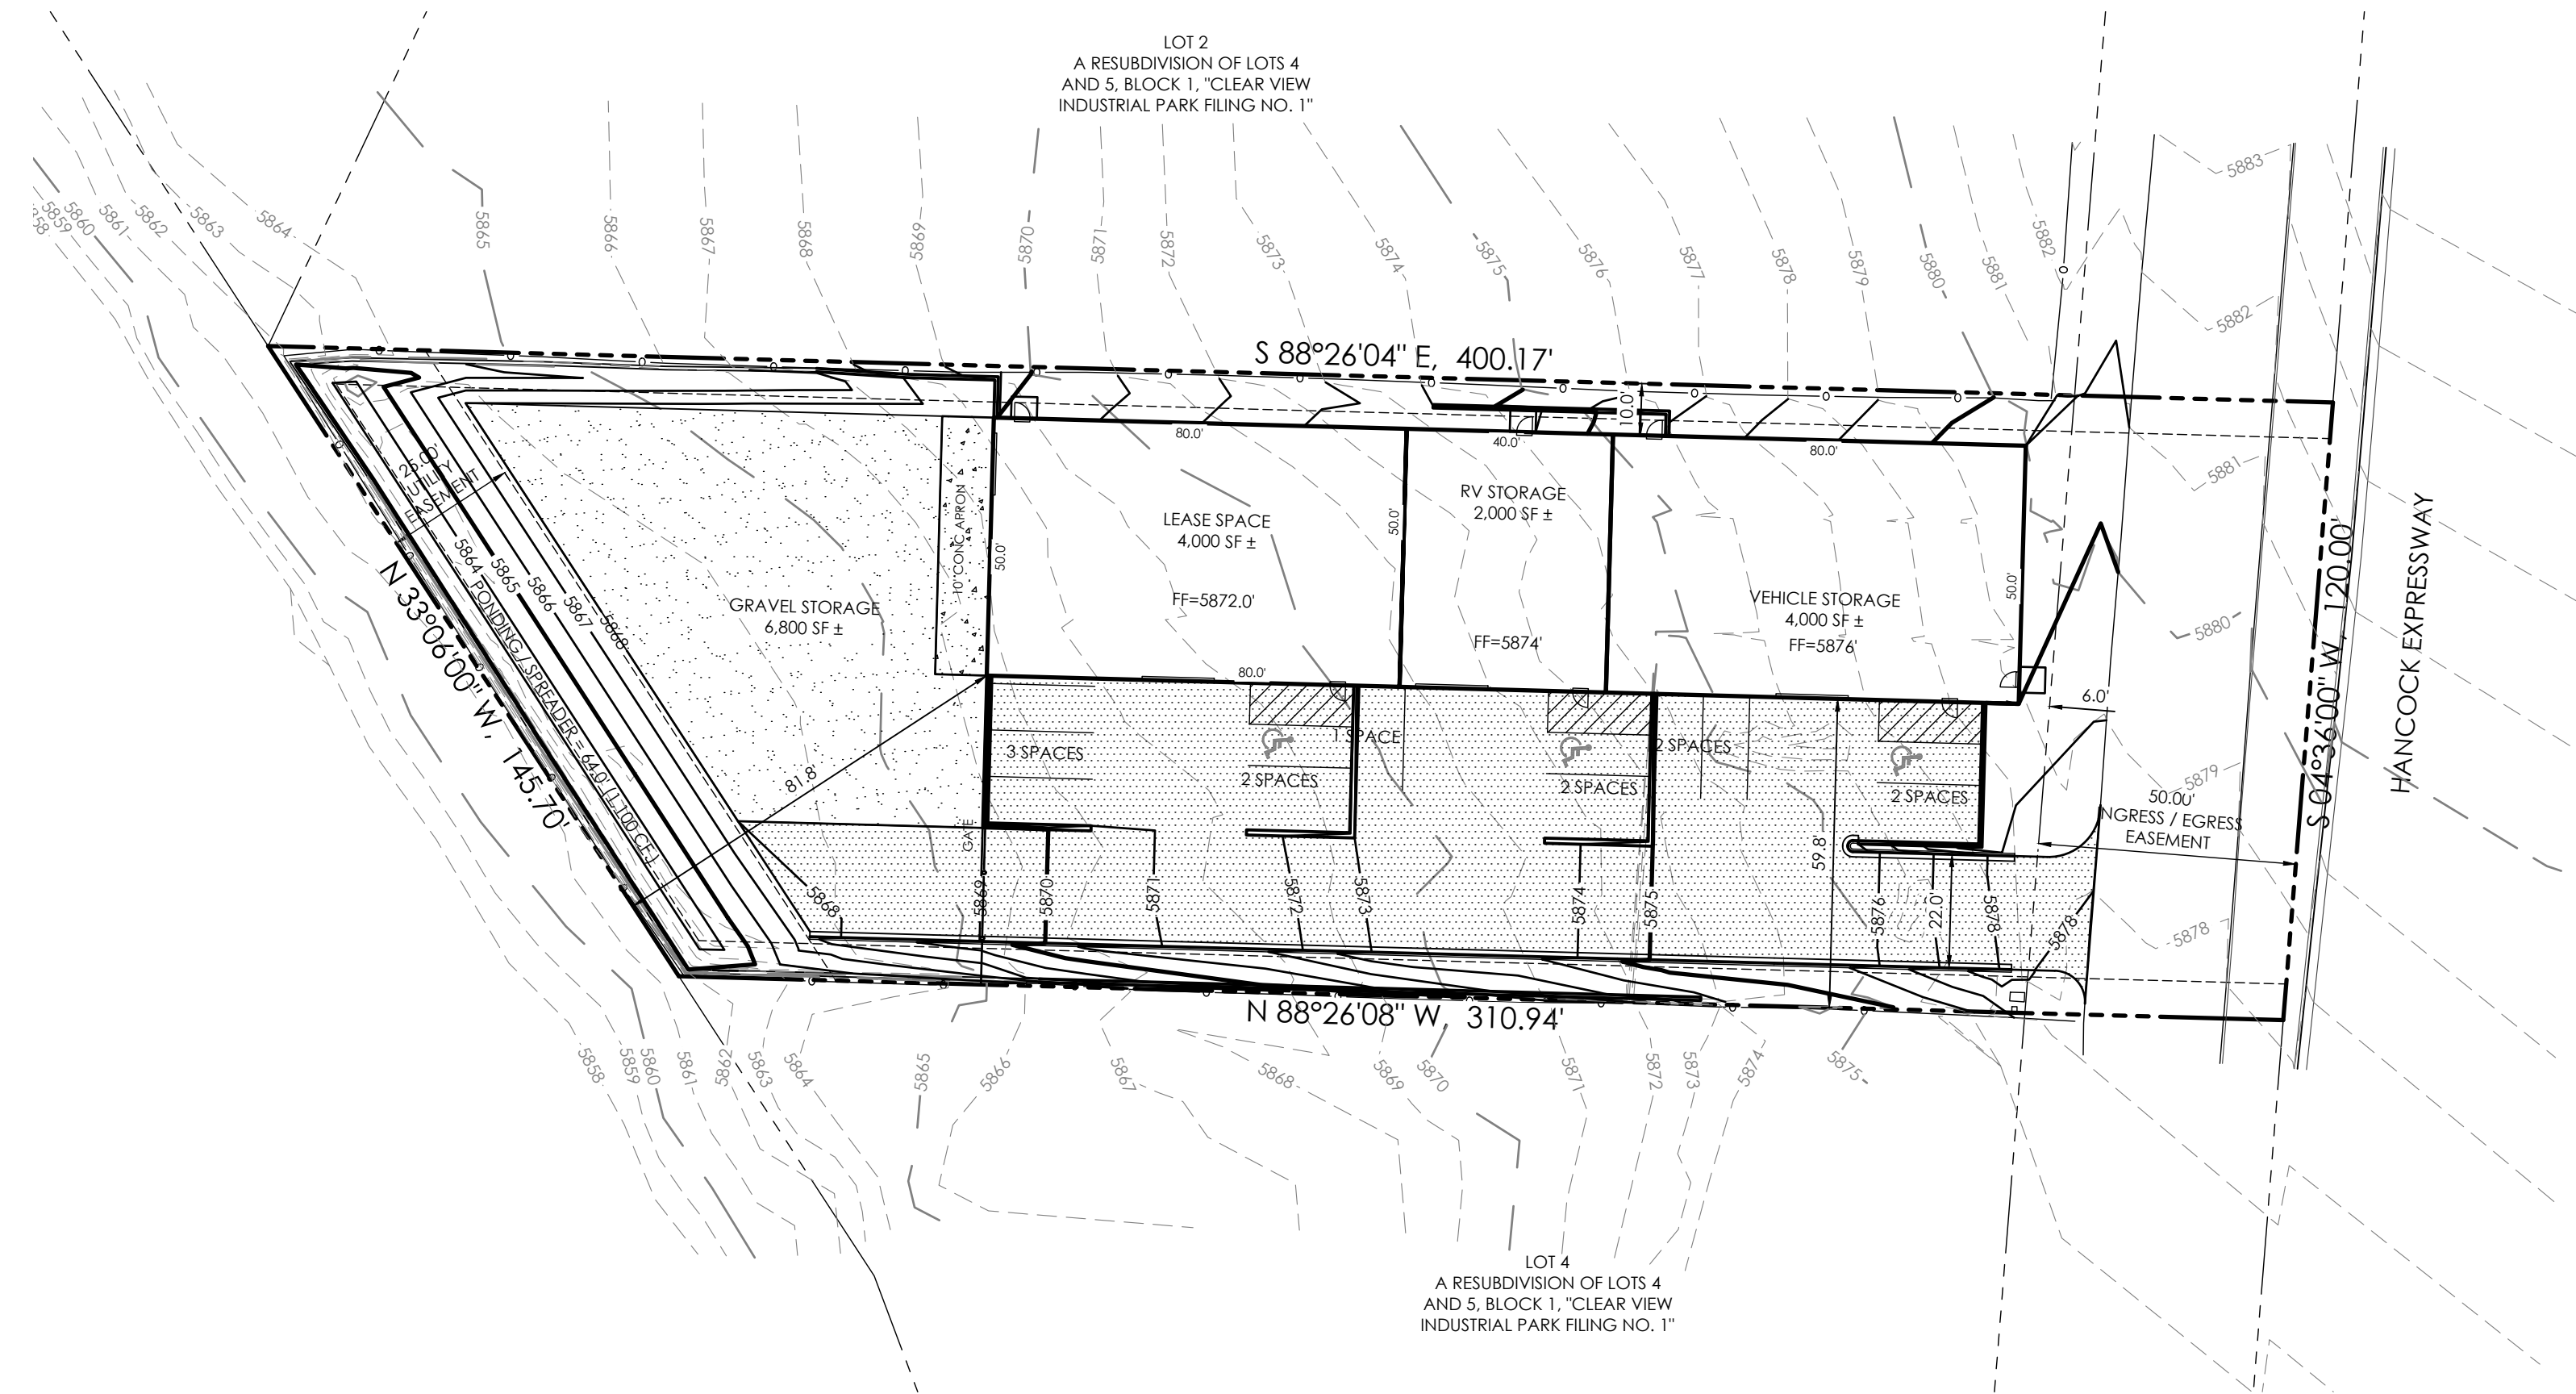 LOT 2
A RESUBDIVISION OF LOTS 4
AND 5, BLOCK 1, "CLEAR VIEW
INDUSTRIAL PARK FILING NO. 1"
5859
5860
5861
5862
5863
5864
5865
5866
5867
5868
5869
5870
5871
5872
5873
5874
5875
5876
5877
5878
5879
5880
5881
5882
5883
5882
5881
5880
5879
5878
S 88°26'04" E, 400.17'
10.0'
80.0'
40.0'
80.0'
25.00'
UTILITY
EASEMENT
10' CONC. APRON
50.0'
LEASE SPACE
4,000 SF ±
FF=5872.0'
50.0'
RV STORAGE
2,000 SF ±
FF=5874'
VEHICLE STORAGE
4,000 SF ±
FF=5876'
50.0'
80.0'
GRAVEL STORAGE
6,800 SF ±
5864
5865
5866
5867
5868
PONDING / SPREADER = 64.0' (1,100 CF)
N 33°06'00" W, 145.70'
81.8'
3 SPACES
2 SPACES
1 SPACE
2 SPACES
2 SPACES
2 SPACES
GATE
59.8'
22.0'
6.0'
50.00'
NGRESS / EGRESS
EASEMENT
S 04°36'00" W, 120.00'
HANCOCK EXPRESSWAY
5868
5869
5870
5871
5872
5873
5874
5875
5876
5878
5878
N 88°26'08" W, 310.94'
5858
5859
5860
5861
5862
5863
5864
5865
5866
5867
5868
5869
5870
5871
5872
5873
5874
5875
LOT 4
A RESUBDIVISION OF LOTS 4
AND 5, BLOCK 1, "CLEAR VIEW
INDUSTRIAL PARK FILING NO. 1"